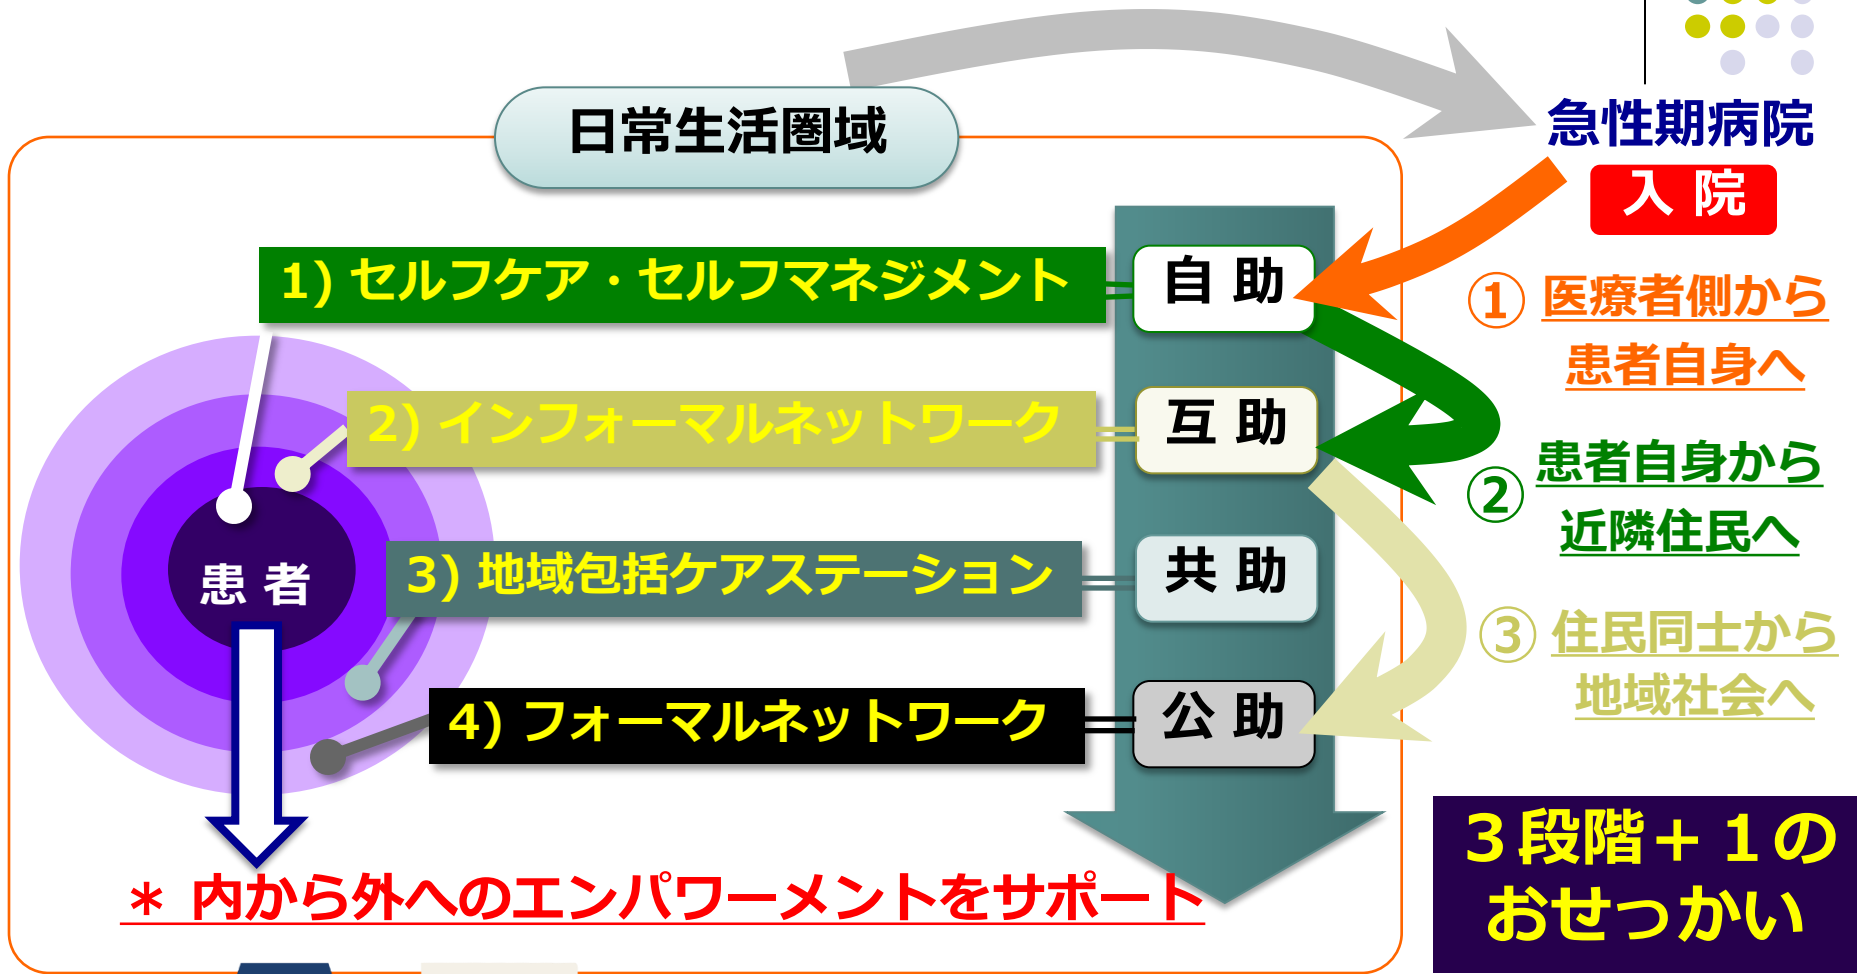 日常生活圏域
急性期病院
入 院
1) セルフケア・セルフマネジメント
自 助
① 医療者側から
患者自身へ
2) インフォーマルネットワーク
互 助
② 患者自身から
近隣住民へ
患 者
3) 地域包括ケアステーション
共 助
③ 住民同士から
地域社会へ
4) フォーマルネットワーク
公 助
３段階＋１の
おせっかい
＊ 内から外へのエンパワーメントをサポート